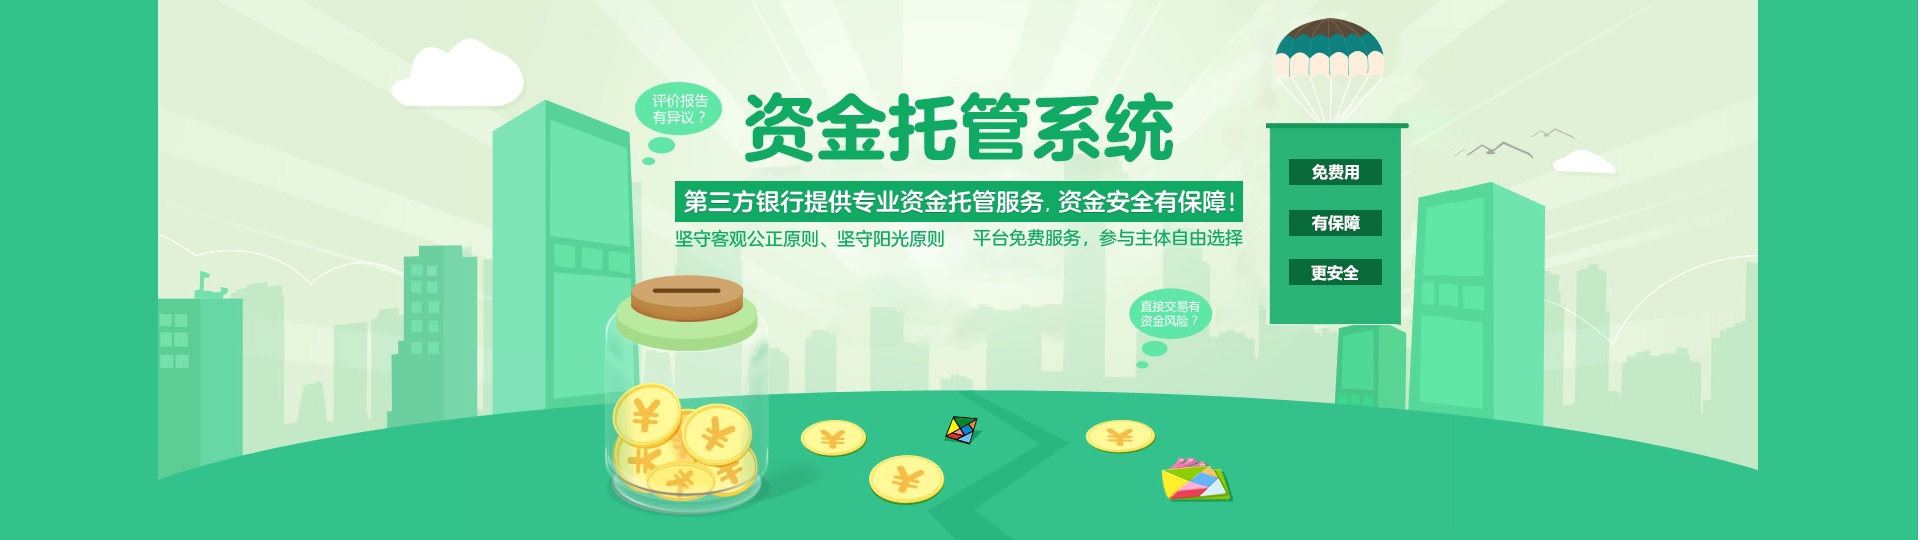 评价报告
有异议？
资金托管系统
第三方银行提供专业资金托管服务, 资金安全有保障!
坚守客观公正原则、坚守阳光原则 平台免费服务，参与主体自由选择
免费用
有保障
更安全
直接交易有
资金风险？